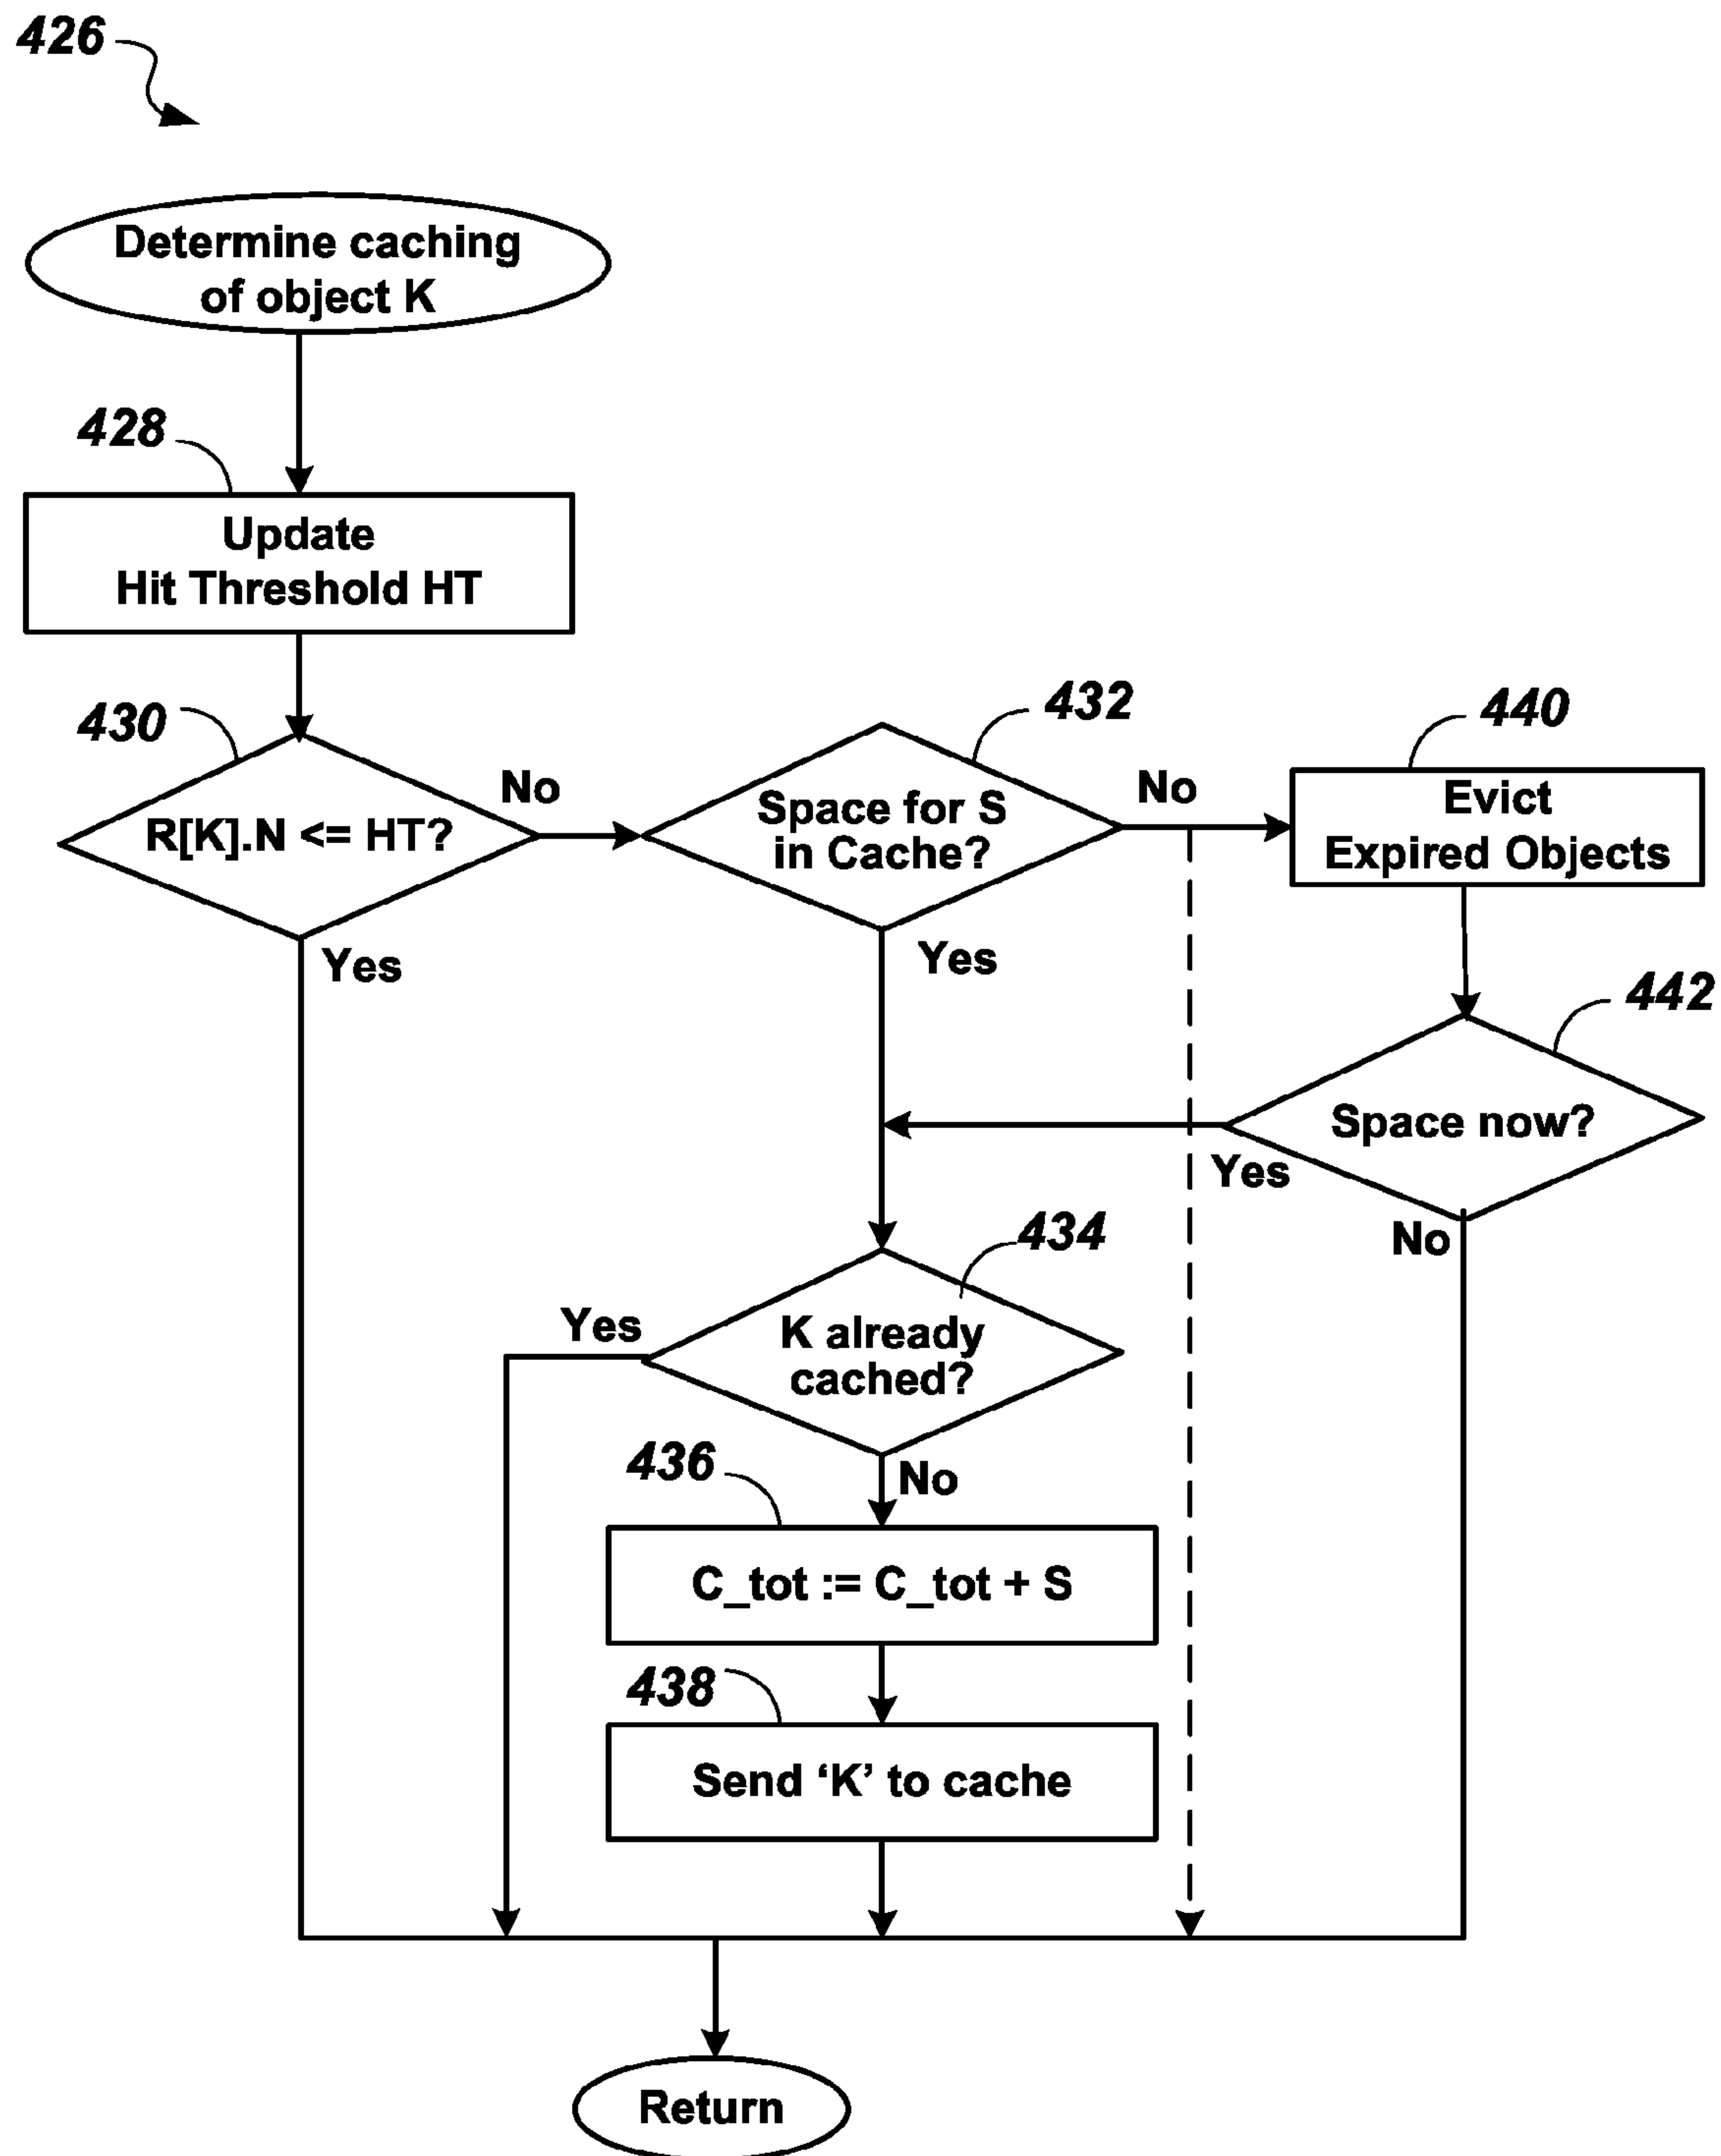 426
Determine caching
of object K
428
Update
Hit Threshold HT
430
R[K].N <= HT?
No
Yes
432
Space for S
in Cache?
No
Yes
440
Evict
Expired Objects
442
Space now?
Yes
No
434
K already
cached?
Yes
No
436
C_tot := C_tot + S
438
Send ‘K’ to cache
Return